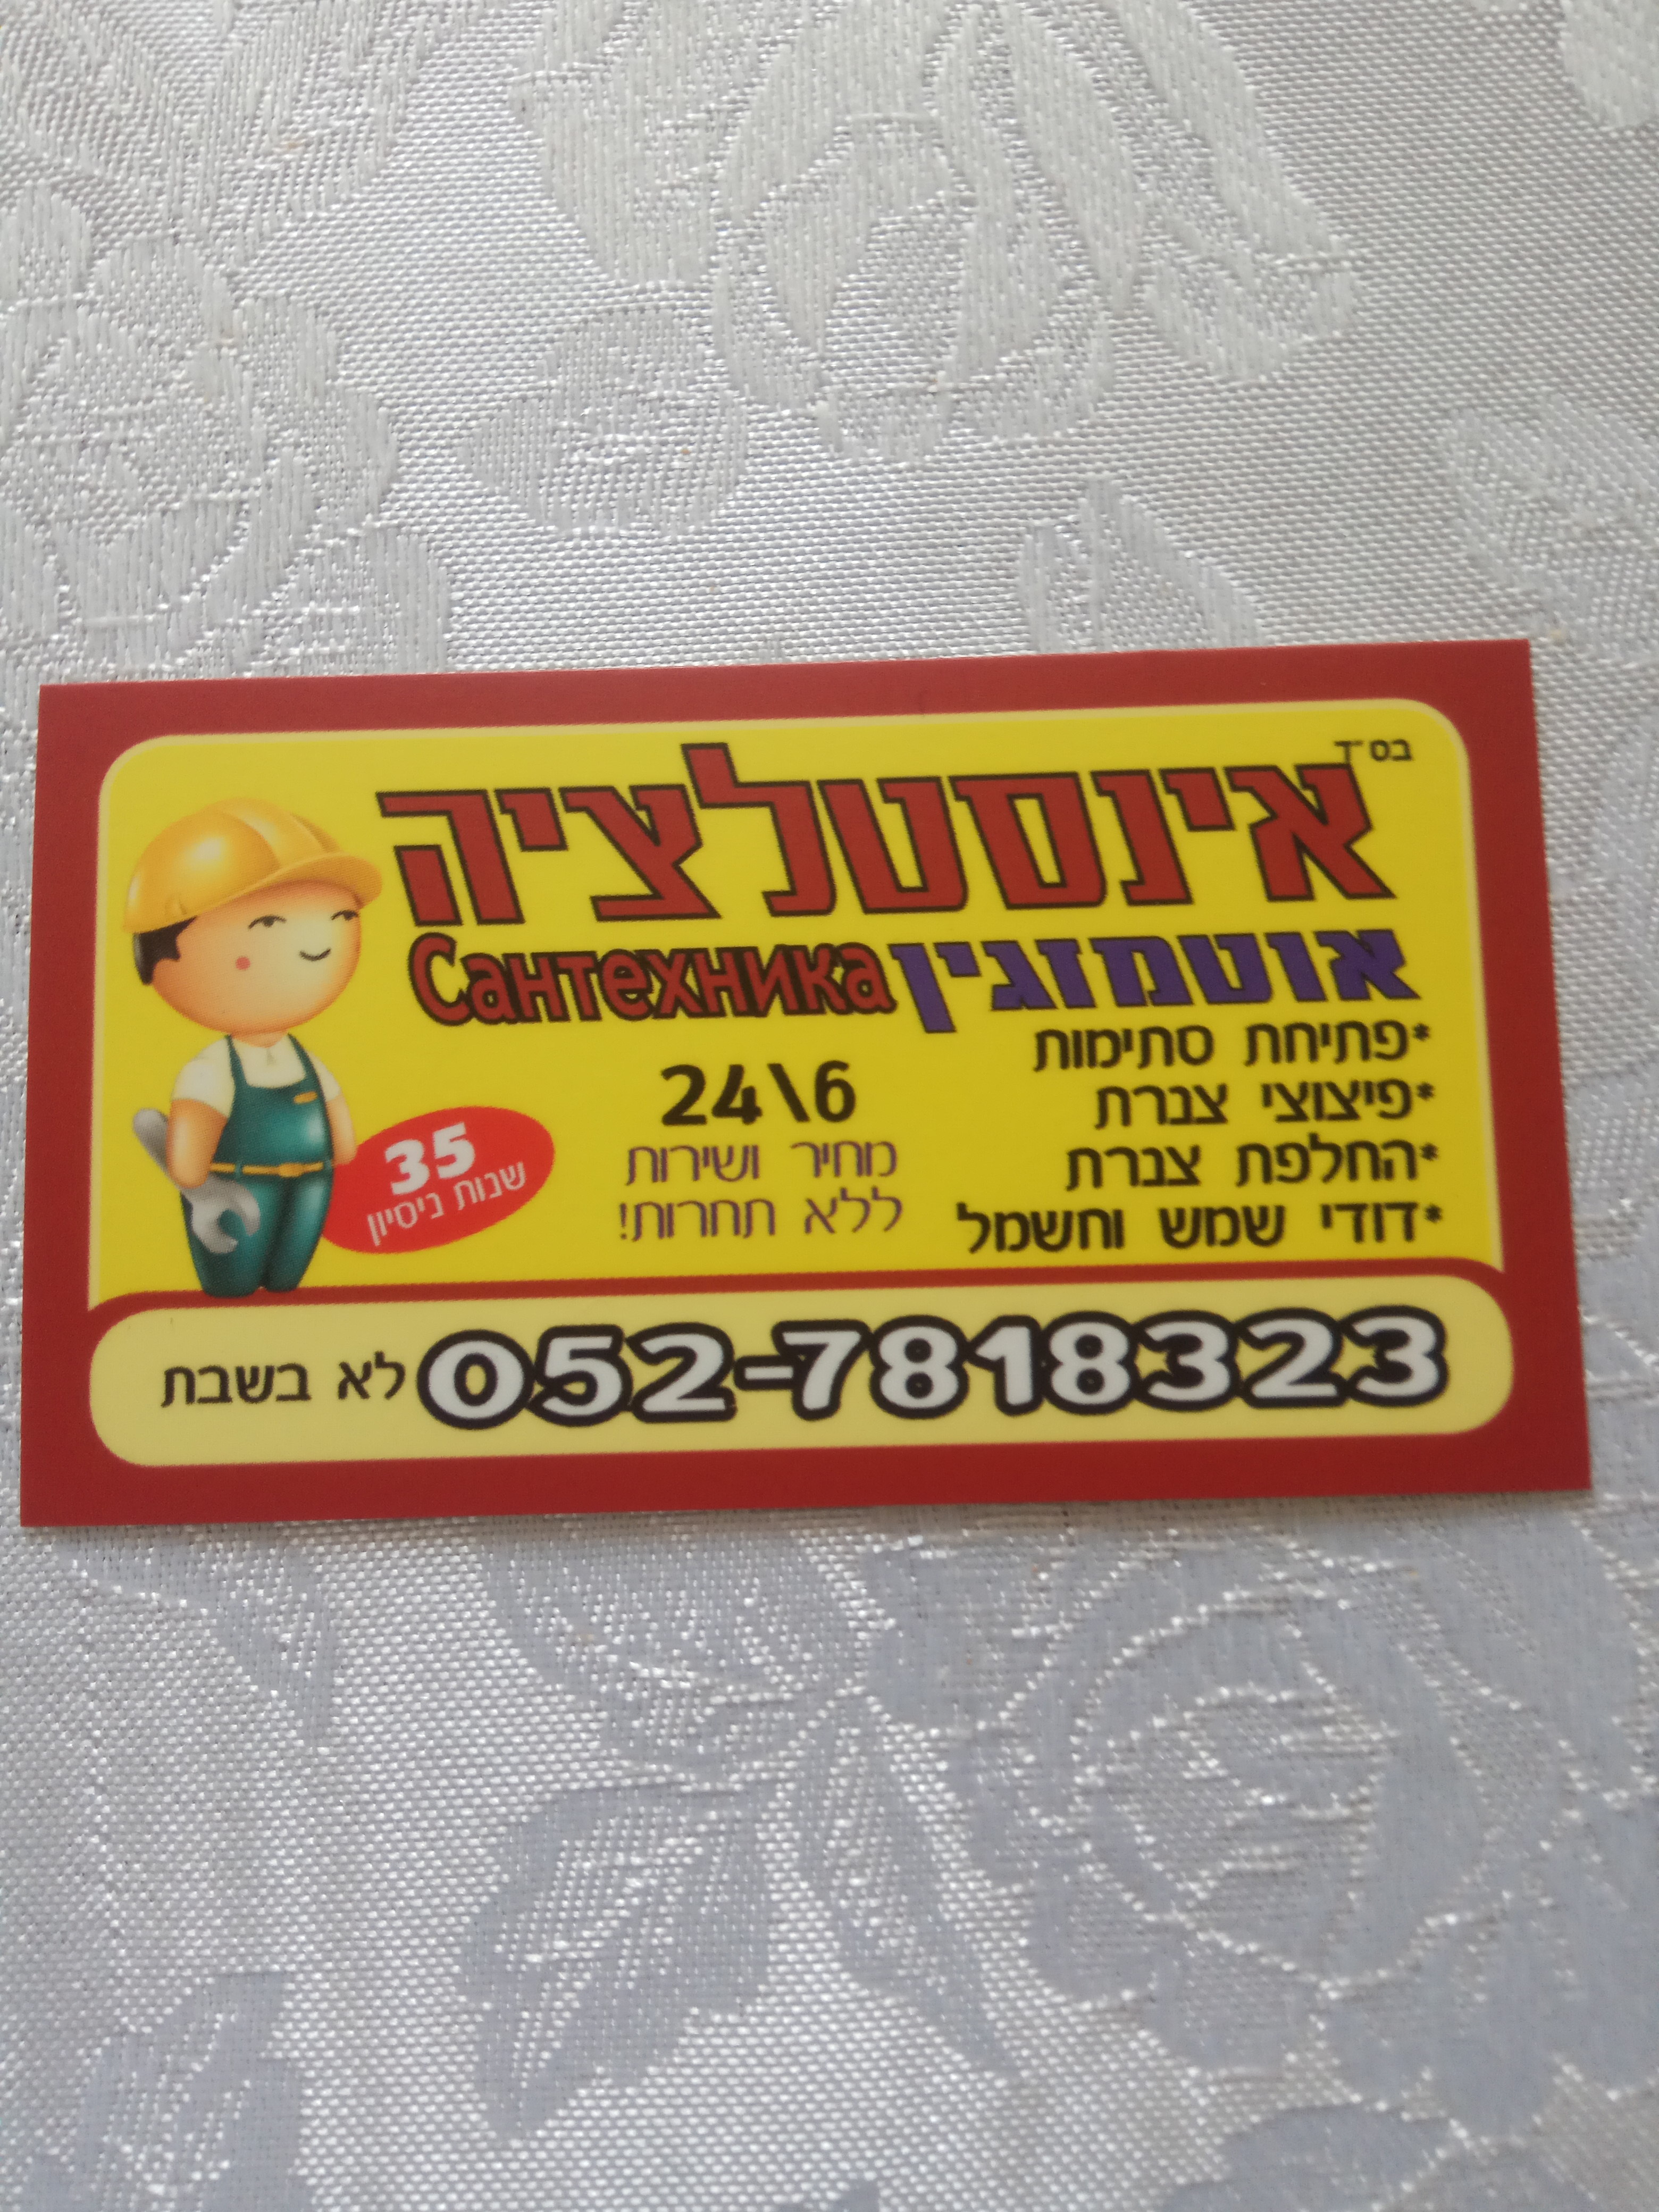 בס״ד
אינסטלציה
אוטמזגין Сантехника
*פתיחת סתימות
*פיצוצי צנרת
*החלפת צנרת
*דודי שמש וחשמל
24\6
מחיר ושירות
ללא תחרות!
35
שנות ניסיון
052-7818323 לא בשבת